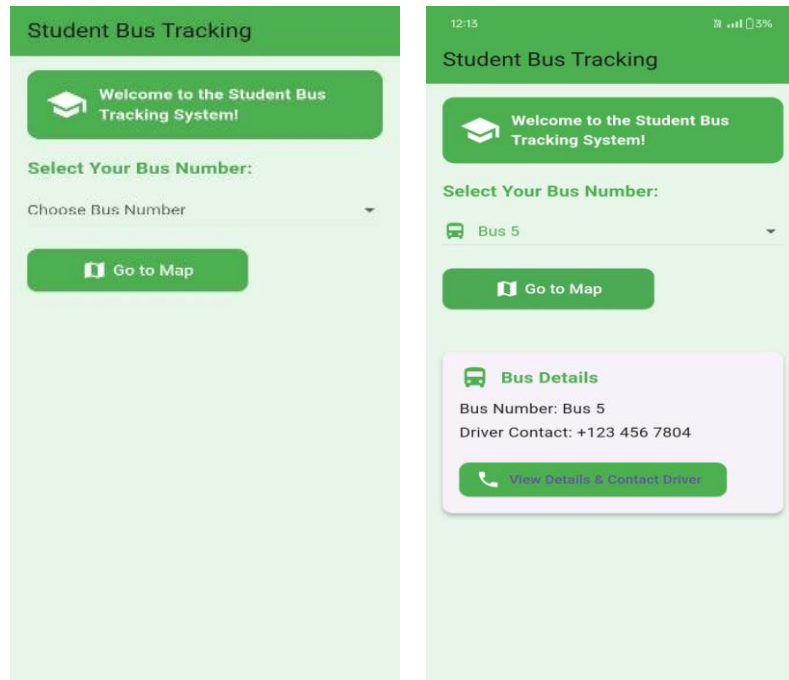 Student Bus Tracking
Welcome to the Student Bus
Tracking System!
Select Your Bus Number:
Choose Bus Number
Go to Map
12:13
3%
Student Bus Tracking
Welcome to the Student Bus
Tracking System!
Select Your Bus Number:
Bus 5
Go to Map
Bus Details
Bus Number: Bus 5
Driver Contact: +123 456 7804
View Details & Contact Driver